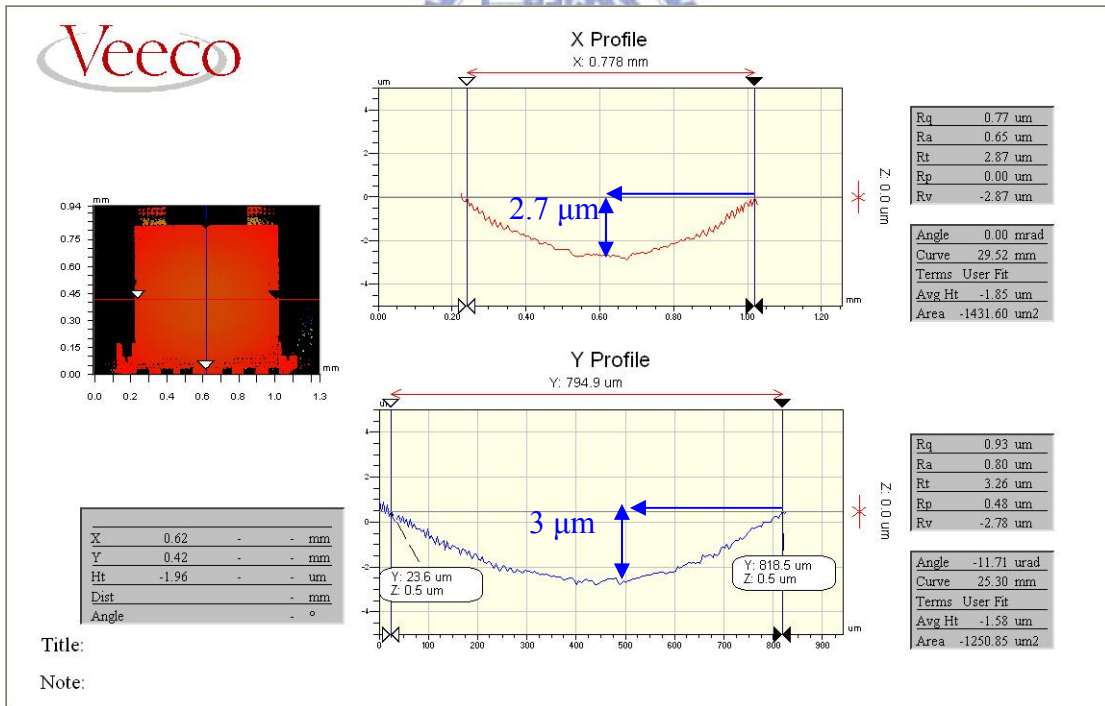 Veeco
X Profile
X: 0.778 mm
um
4
2
0
-2
-4
2.7 μm
mm
0.00 0.20 0.40 0.60 0.80 1.00 1.20
Z: 0.0 um
Rq 0.77 um
Ra 0.65 um
Rt 2.87 um
Rp 0.00 um
Rv -2.87 um
Angle 0.00 mrad
Curve 29.52 mm
Terms User Fit
Avg Ht -1.85 um
Area -1431.60 um2
mm
0.94
0.75
0.60
0.45
0.30
0.15
0.00
mm
0.0 0.2 0.4 0.6 0.8 1.0 1.3
Y Profile
Y: 794.9 um
4
2
0
-2
-4
3 μm
Y: 23.6 um
Z: 0.5 um
Y: 818.5 um
Z: 0.5 um
um
0 100 200 300 400 500 600 700 800 900
Z: 0.0 um
Rq 0.93 um
Ra 0.80 um
Rt 3.26 um
Rp 0.48 um
Rv -2.78 um
Angle -11.71 urad
Curve 25.30 mm
Terms User Fit
Avg Ht -1.58 um
Area -1250.85 um2
X 0.62 - - mm
Y 0.42 - - mm
Ht -1.96 - - um
Dist - mm
Angle - °
Title:
Note: